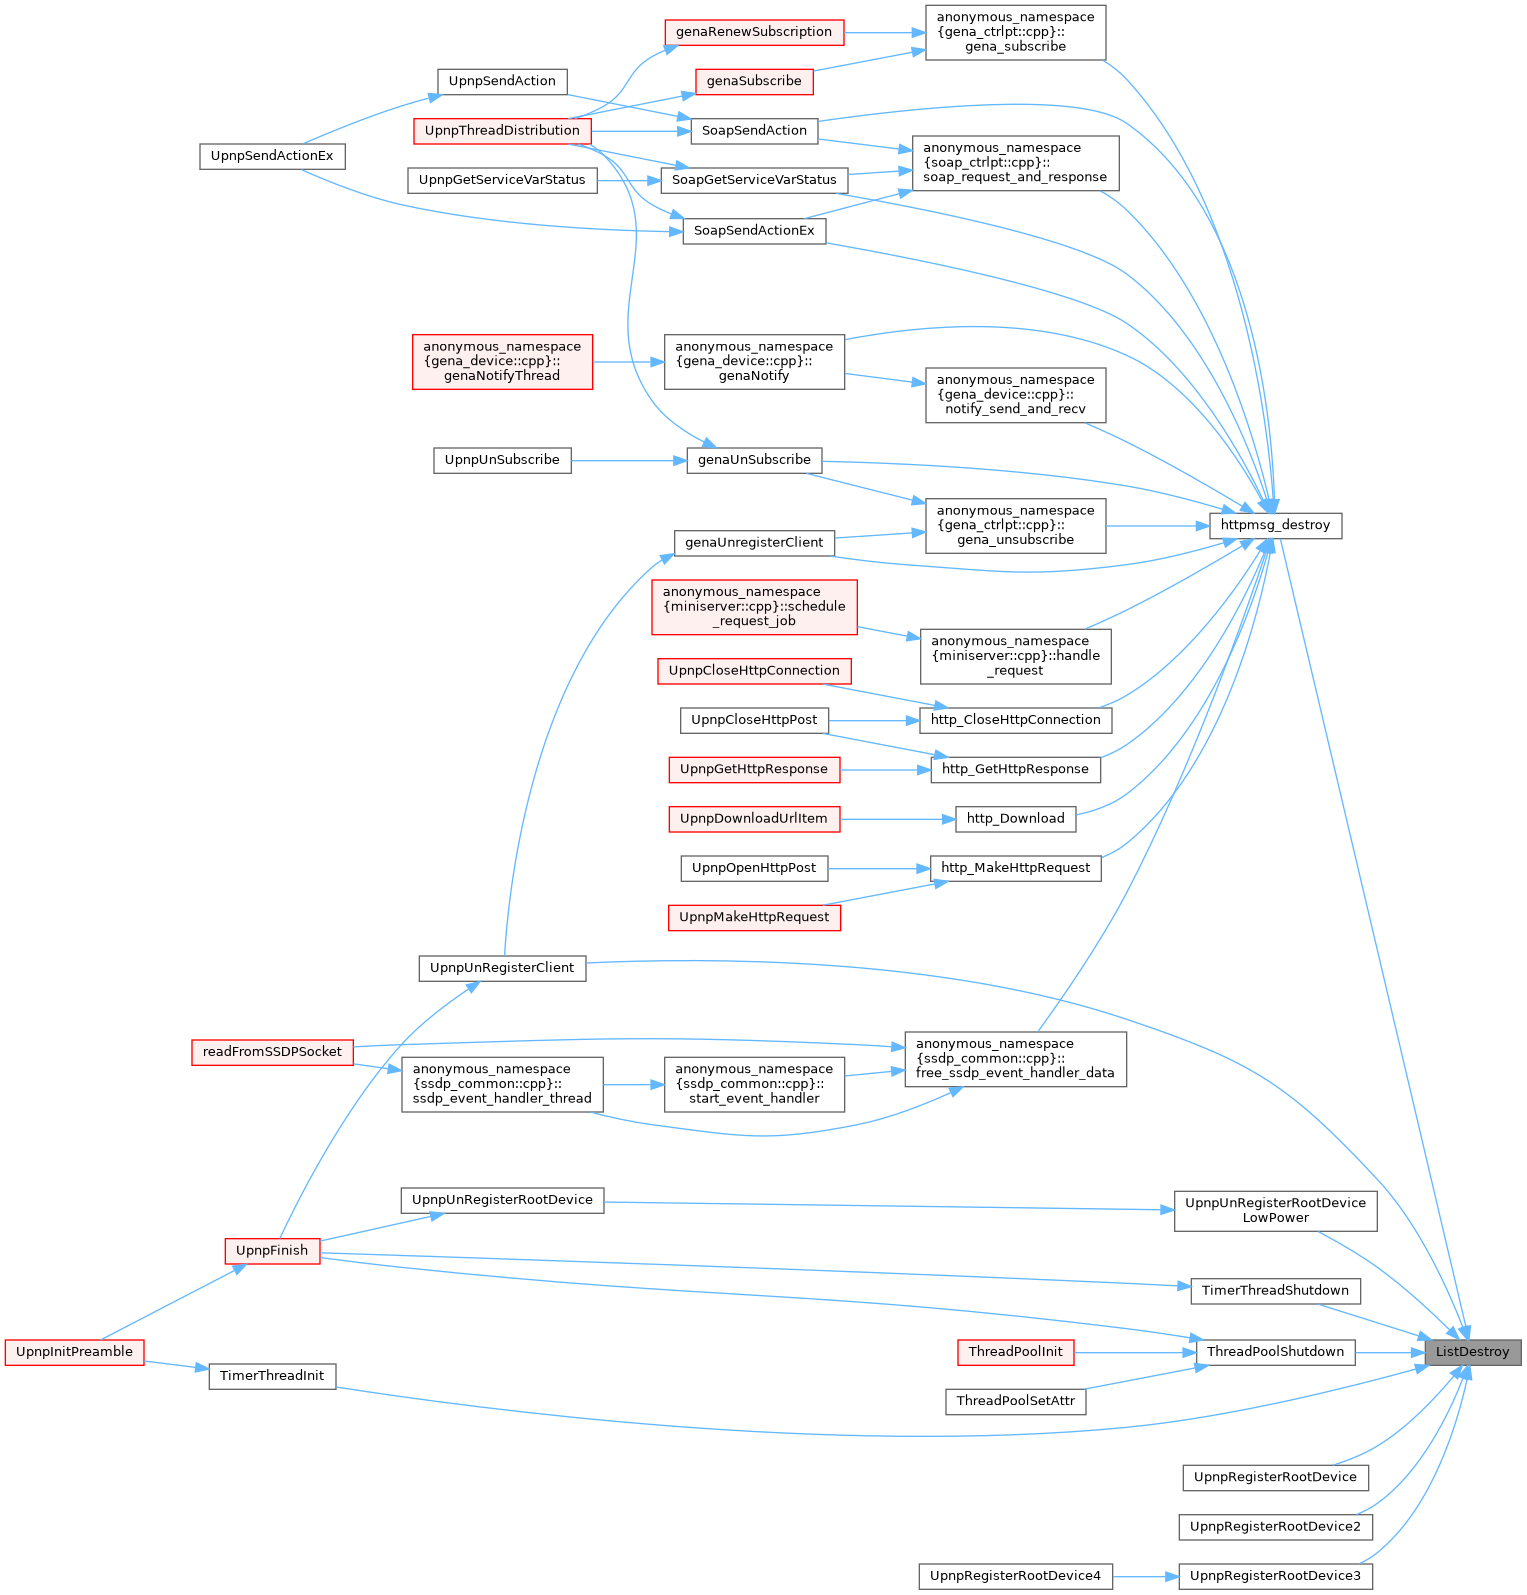 anonymous_namespace
{gena_ctrlpt::cpp}::
gena_subscribe
genaRenewSubscription
genaSubscribe
UpnpSendAction
UpnpThreadDistribution
SoapSendAction
UpnpSendActionEx
anonymous_namespace
{soap_ctrlpt::cpp}::
soap_request_and_response
UpnpGetServiceVarStatus
SoapGetServiceVarStatus
SoapSendActionEx
anonymous_namespace
{gena_device::cpp}::
genaNotifyThread
anonymous_namespace
{gena_device::cpp}::
genaNotify
anonymous_namespace
{gena_device::cpp}::
notify_send_and_recv
UpnpUnSubscribe
genaUnSubscribe
anonymous_namespace
{gena_ctrlpt::cpp}::
gena_unsubscribe
httpmsg_destroy
genaUnregisterClient
anonymous_namespace
{miniserver::cpp}::schedule
_request_job
anonymous_namespace
{miniserver::cpp}::handle
_request
UpnpCloseHttpConnection
UpnpCloseHttpPost
http_CloseHttpConnection
UpnpGetHttpResponse
http_GetHttpResponse
UpnpDownloadUrlItem
http_Download
UpnpOpenHttpPost
http_MakeHttpRequest
UpnpMakeHttpRequest
UpnpUnRegisterClient
readFromSSDPSocket
anonymous_namespace
{ssdp_common::cpp}::
ssdp_event_handler_thread
anonymous_namespace
{ssdp_common::cpp}::
start_event_handler
anonymous_namespace
{ssdp_common::cpp}::
free_ssdp_event_handler_data
UpnpUnRegisterRootDevice
UpnpUnRegisterRootDevice
LowPower
UpnpFinish
TimerThreadShutdown
UpnpInitPreamble
TimerThreadInit
ThreadPoolInit
ThreadPoolShutdown
ListDestroy
ThreadPoolSetAttr
UpnpRegisterRootDevice
UpnpRegisterRootDevice2
UpnpRegisterRootDevice4
UpnpRegisterRootDevice3